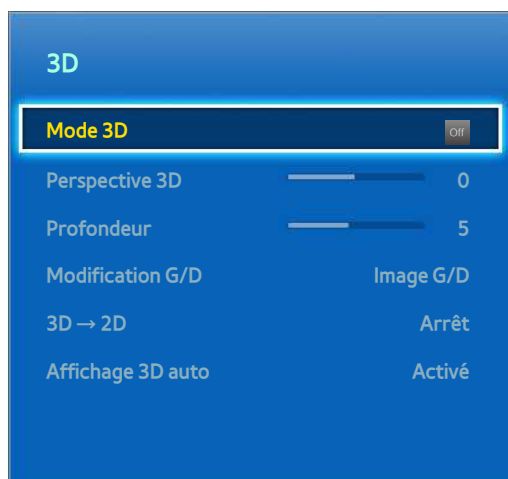 3D
Mode 3D Off
Perspective 3D 0
Profondeur 5
Modification G/D Image G/D
3D → 2D Arrêt
Affichage 3D auto Activé